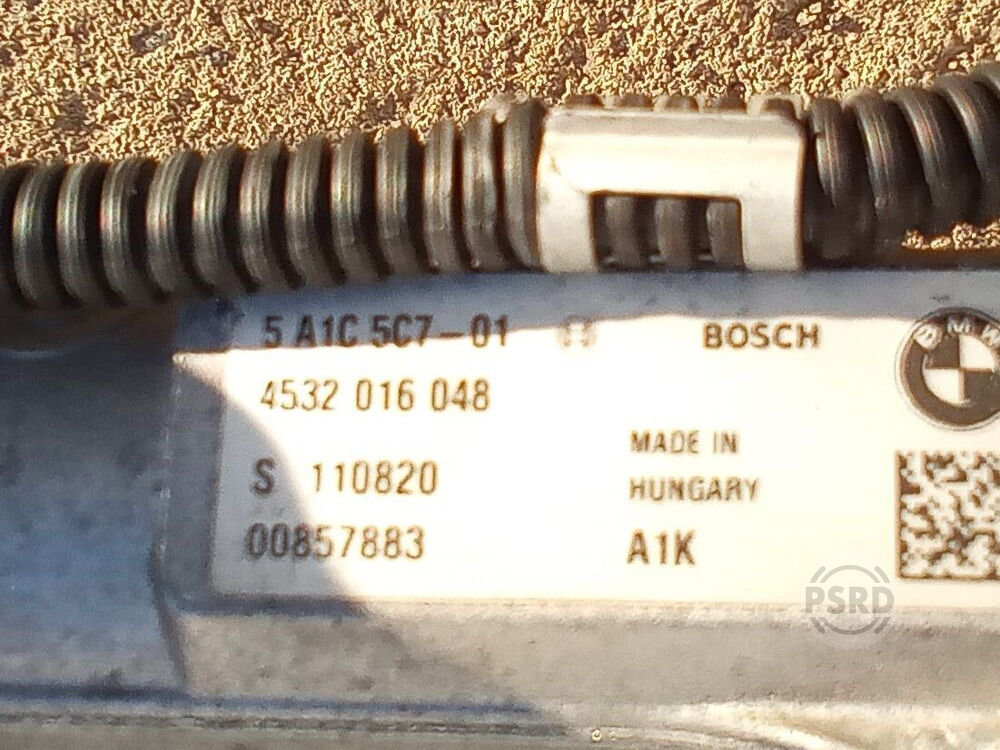 5 A1C 5C7-01
BOSCH
BMW
4532 016 048
MADE IN
S 110820
HUNGARY
00857883
A1K
PSRD